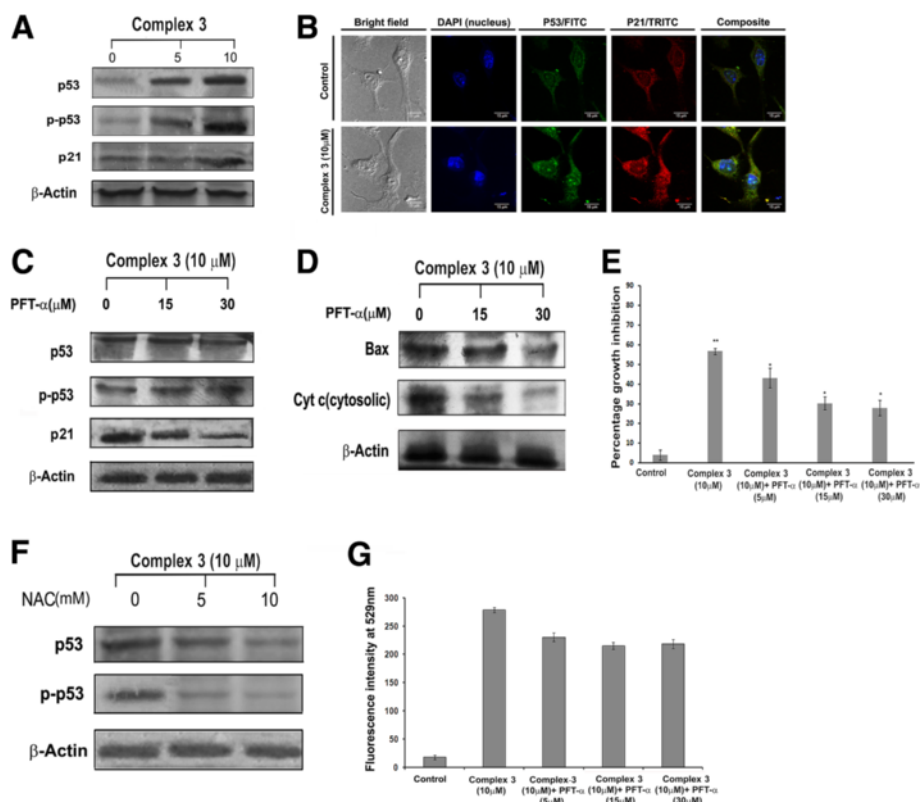 A
Complex 3
0 5 10
p53
p-p53
p21
β-Actin
B
Bright field DAPI (nucleus) P53/FITC P21/TRITC Composite
Control
Complex 3 (10μM)
C
Complex 3 (10 μM)
PFT-α(μM) 0 15 30
p53
p-p53
p21
β-Actin
D
Complex 3 (10 μM)
PFT-α(μM) 0 15 30
Bax
Cyt c(cytosolic)
β-Actin
E
Percentage growth inhibition
90
80
70
60
50
40
30
20
10
0
** * * *
Control Complex 3 Complex 3 Complex 3 Complex 3
(10μM) (10μM)+ PFT-α (10μM)+ PFT-α (10μM)+ PFT-α
(5μM) (15μM) (30μM)
F
Complex 3 (10 μM)
NAC(mM) 0 5 10
p53
p-p53
β-Actin
G
Fluorescence intensity at 529nm
300
250
200
150
100
50
0
Control Complex 3 Complex-3 Complex 3 Complex 3
(10μM) (10μM)+ PFT-α (10μM)+ PFT-α (10μM)+ PFT-α
(5μM) (15μM) (30μM)